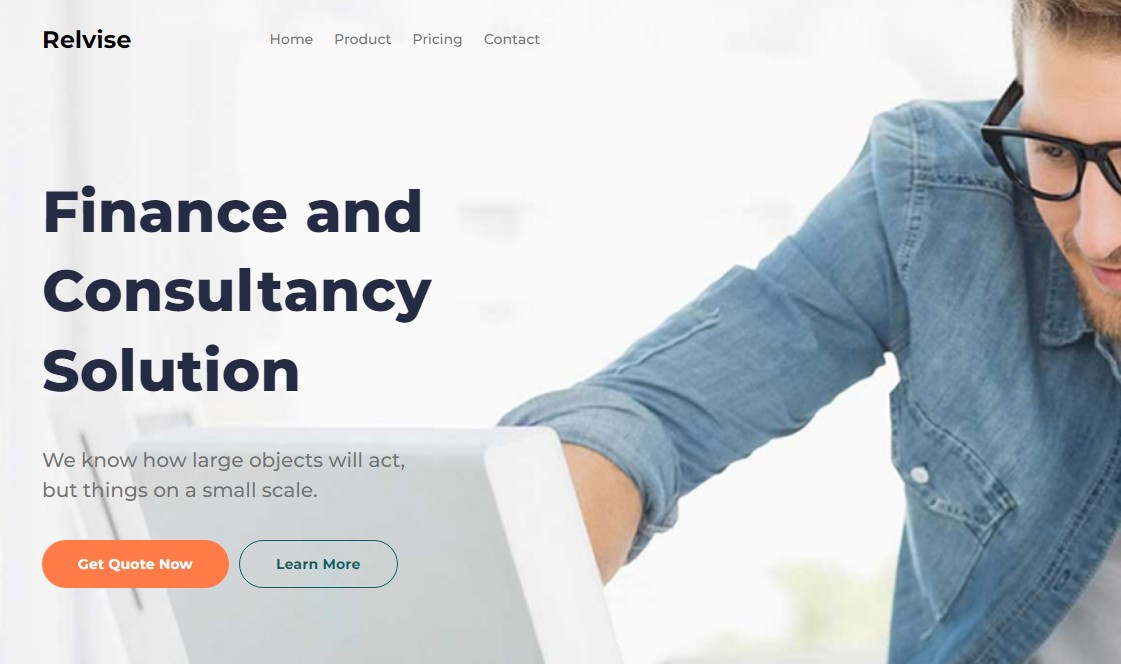 Relvise
Home Product Pricing Contact
Finance and
Consultancy
Solution
We know how large objects will act,
but things on a small scale.
Get Quote Now Learn More